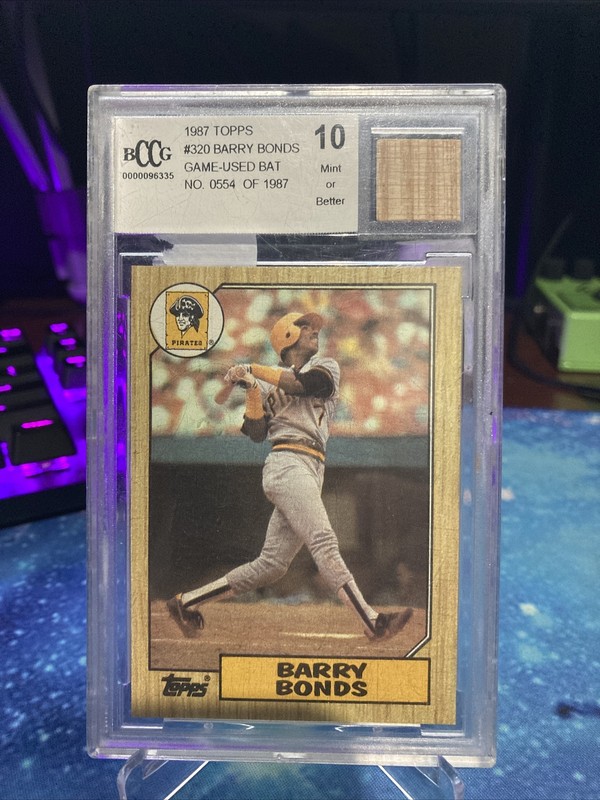 BCCG
0000096335
1987 TOPPS
#320 BARRY BONDS
GAME-USED BAT
NO. 0554 OF 1987
10
Mint
or
Better
PIRATES
®
7
Topps®
BARRY
BONDS